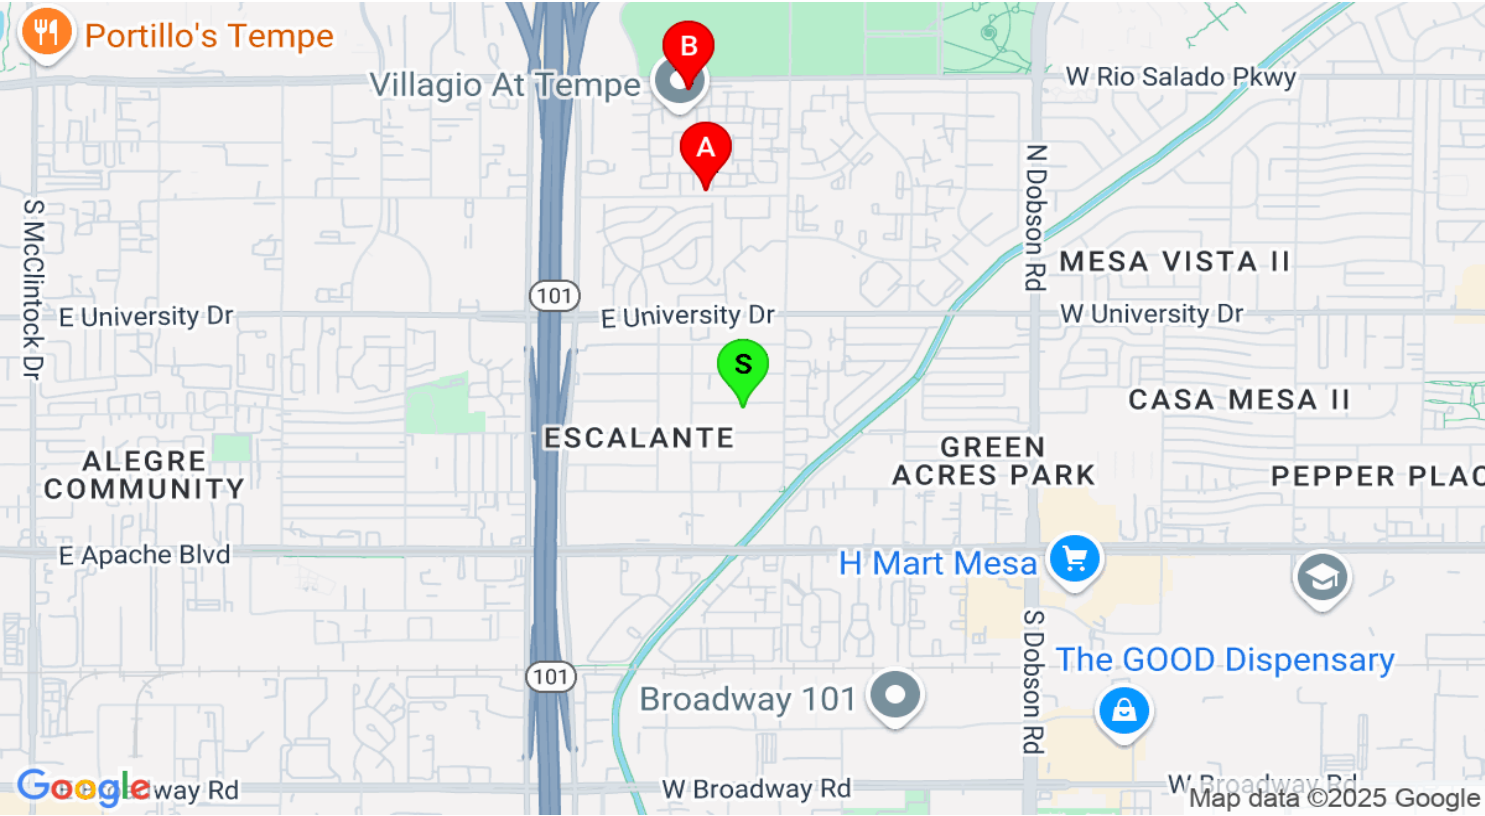 Portillo's Tempe
B
Villagio At Tempe
W Rio Salado Pkwy
A
N Dobson Rd
S McClintock Dr
MESA VISTA II
101
E University Dr
E University Dr
W University Dr
S
CASA MESA II
ESCALANTE
GREEN
ACRES PARK
ALEGRE
COMMUNITY
PEPPER PLAC
E Apache Blvd
H Mart Mesa
S Dobson Rd
The GOOD Dispensary
101
Broadway 101
Google
way Rd
W Broadway Rd
W Broadway Rd
Map data ©2025 Google